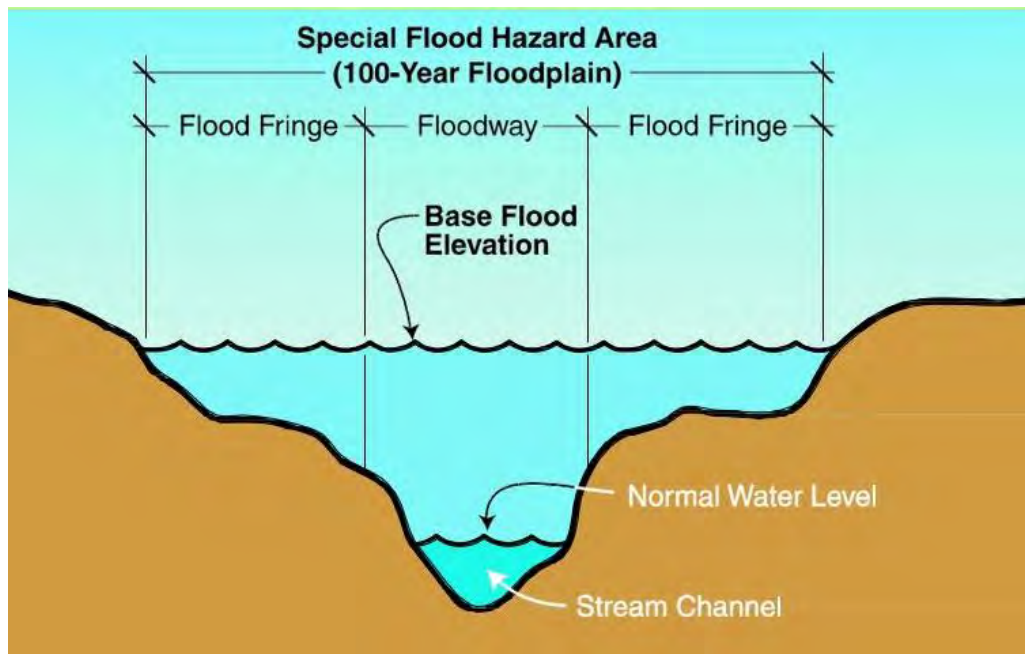 Special Flood Hazard Area
(100-Year Floodplain)
Flood Fringe
Floodway
Flood Fringe
Base Flood
Elevation
Normal Water Level
Stream Channel